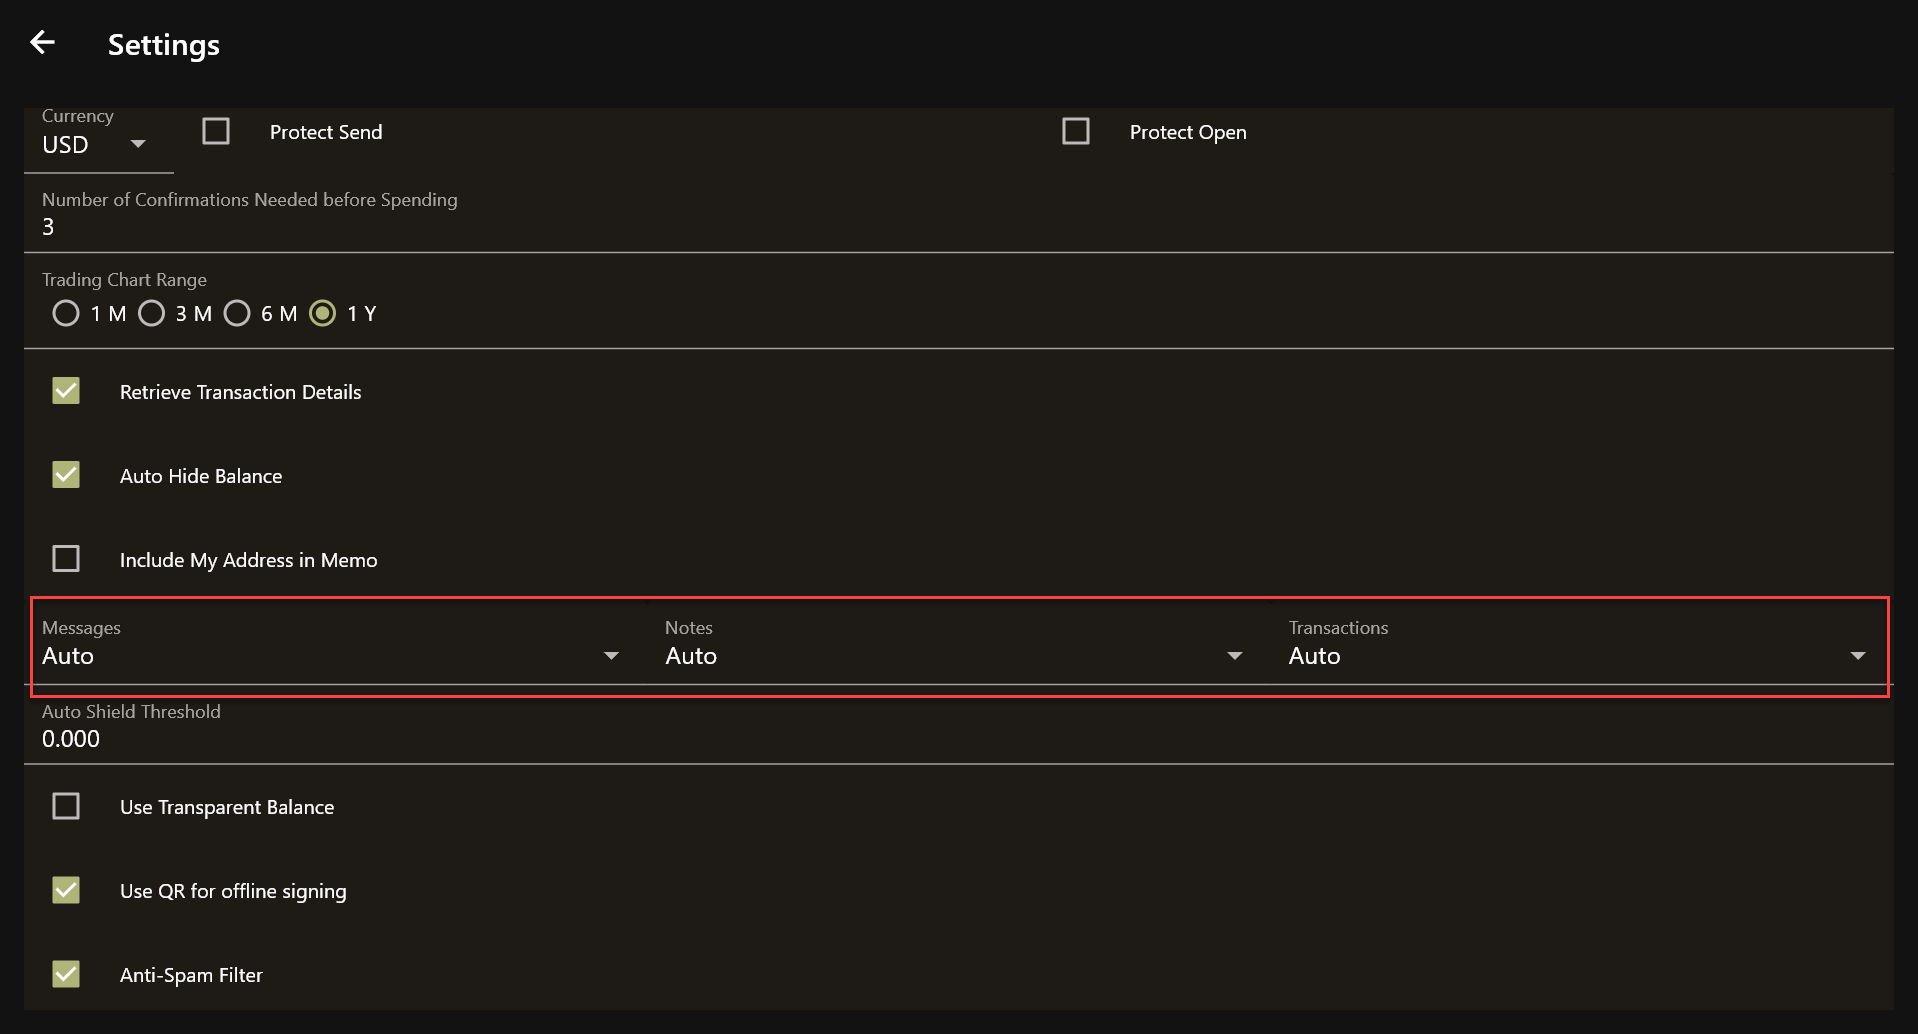 Settings
Currency
USD
Protect Send
Protect Open
Number of Confirmations Needed before Spending
3
Trading Chart Range
1 M 3 M 6 M 1 Y
Retrieve Transaction Details
Auto Hide Balance
Include My Address in Memo
Messages
Auto
Notes
Auto
Transactions
Auto
Auto Shield Threshold
0.000
Use Transparent Balance
Use QR for offline signing
Anti-Spam Filter